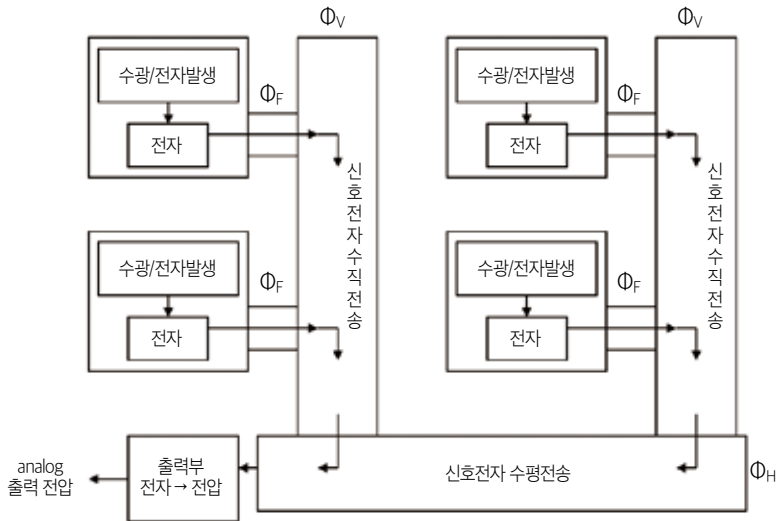 ΦV
ΦV
수광/전자발생
ΦF
수광/전자발생
ΦF
전자
전자
신호전자수직전송
신호전자수직전송
수광/전자발생
ΦF
수광/전자발생
ΦF
전자
전자
analog
출력 전압
출력부
전자 → 전압
신호전자 수평전송
ΦH